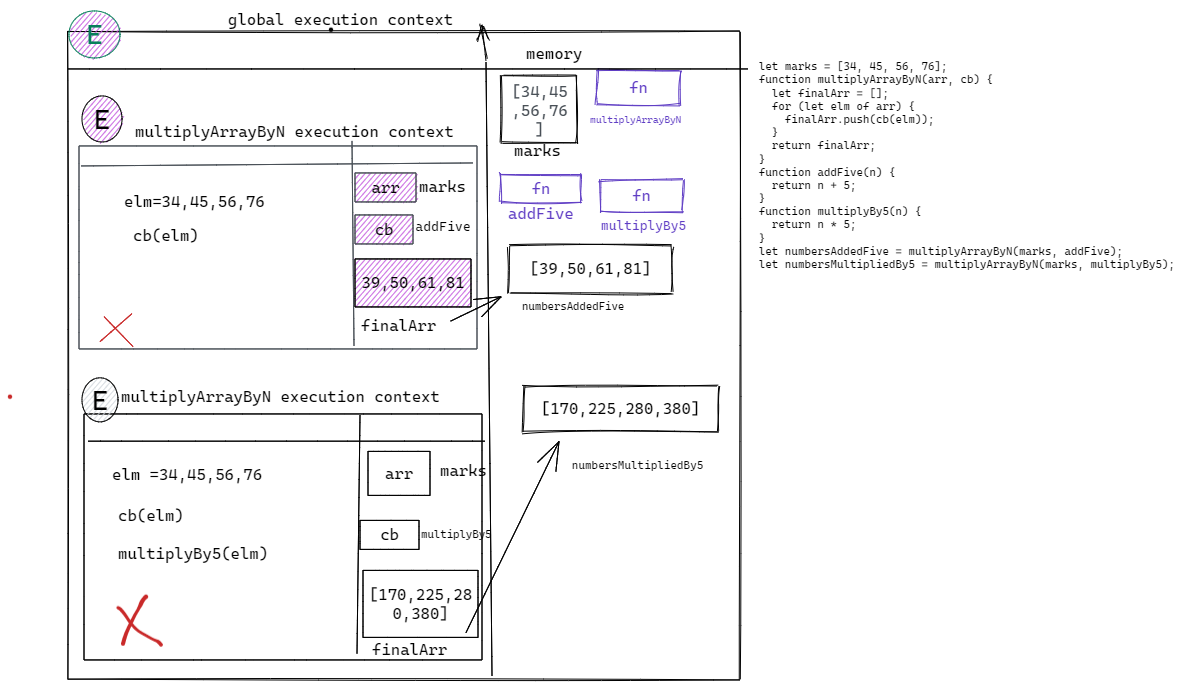 E
global execution context
memory
[34,45
,56,76
]
marks
fn
multiplyArrayByN
E
multiplyArrayByN execution context
elm=34,45,56,76
cb(elm)
arr
marks
cb
addFive
39,50,61,81
finalArr
fn
addFive
fn
multiplyBy5
[39,50,61,81]
numbersAddedFive
E
multiplyArrayByN execution context
elm =34,45,56,76
cb(elm)
multiplyBy5(elm)
arr
marks
cb
multiplyBy5
[170,225,28
0,380]
finalArr
[170,225,280,380]
numbersMultipliedBy5
let marks = [34, 45, 56, 76];
function multiplyArrayByN(arr, cb) {
  let finalArr = [];
  for (let elm of arr) {
    finalArr.push(cb(elm));
  }
  return finalArr;
}
function addFive(n) {
  return n + 5;
}
function multiplyBy5(n) {
  return n * 5;
}
let numbersAddedFive = multiplyArrayByN(marks, addFive);
let numbersMultipliedBy5 = multiplyArrayByN(marks, multiplyBy5);